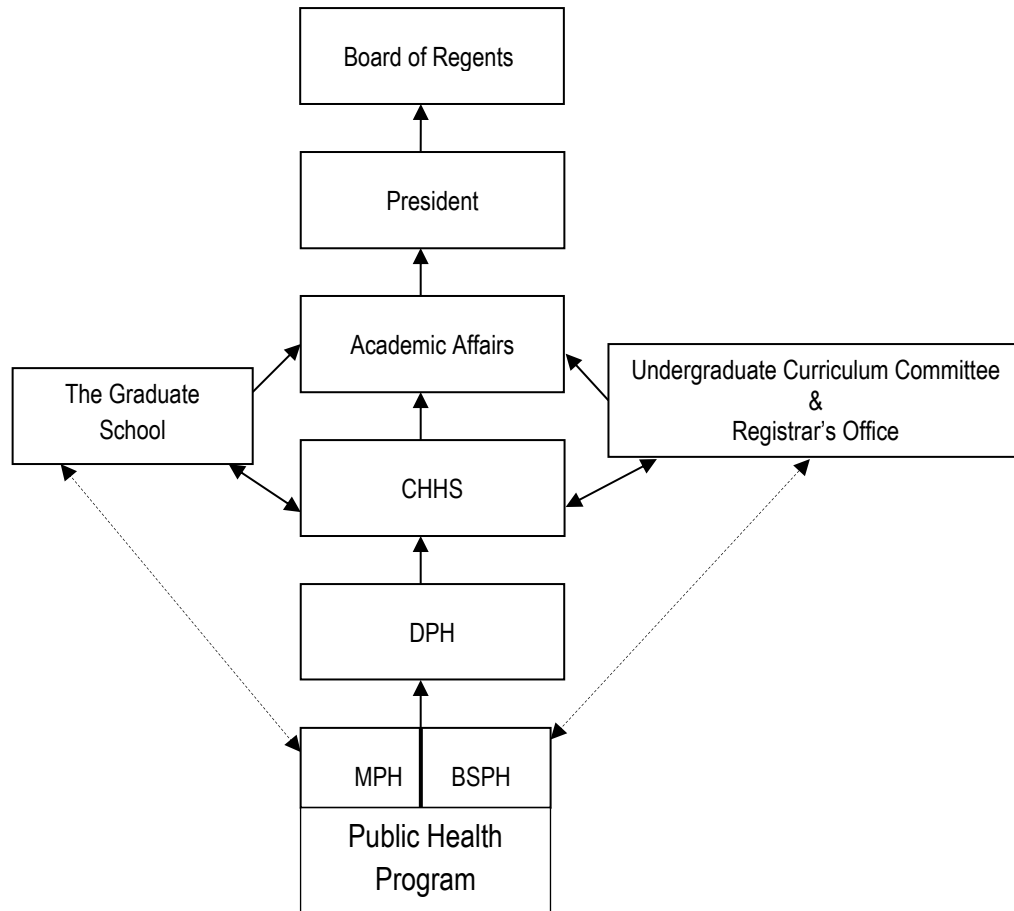 Board of Regents
President
Academic Affairs
The Graduate
School
Undergraduate Curriculum Committee
&
Registrar’s Office
CHHS
DPH
MPH
BSPH
Public Health
Program